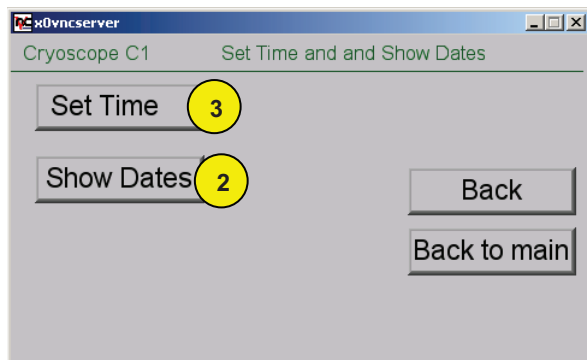 x0vncserver
Cryoscope C1 Set Time and and Show Dates
Set Time 3
Show Dates 2
Back
Back to main